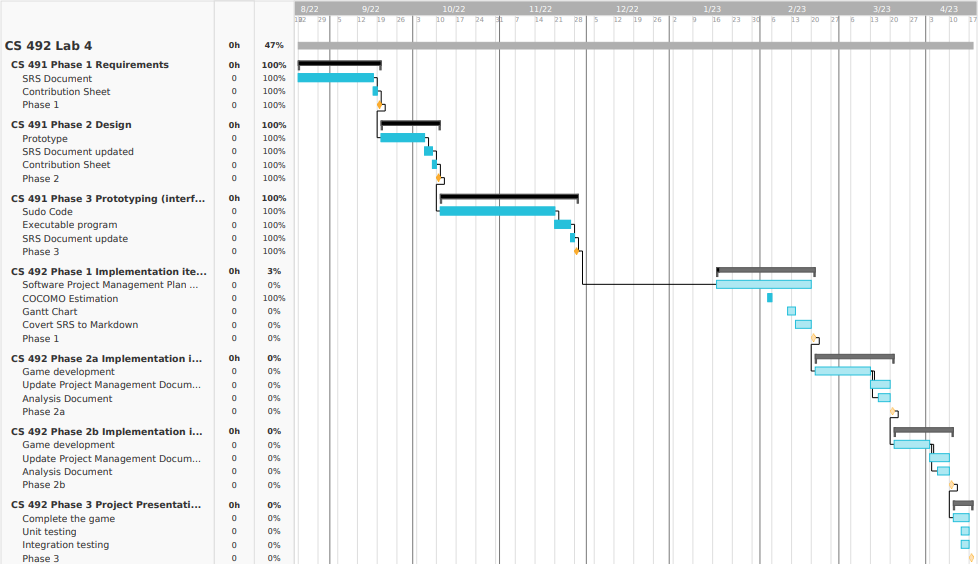 8/22 9/22 10/22 11/22 12/22 1/23 2/23 3/23 4/23
29 5 12 19 26 3 10 17 24 31 7 14 21 28 5 12 19 26 2 9 16 23 30 6 13 20 27 6 13 20 27 3 10 17
CS 492 Lab 4 0h 47%
CS 491 Phase 1 Requirements 0h 100%
SRS Document 0 100%
Contribution Sheet 0 100%
Phase 1 0 100%
CS 491 Phase 2 Design 0h 100%
Prototype 0 100%
SRS Document updated 0 100%
Contribution Sheet 0 100%
Phase 2 0 100%
CS 491 Phase 3 Prototyping (interf... 0h 100%
Sudo Code 0 100%
Executable program 0 100%
SRS Document update 0 100%
Phase 3 0 100%
CS 492 Phase 1 Implementation ite... 0h 3%
Software Project Management Plan ... 0 0%
COCOMO Estimation 0 100%
Gantt Chart 0 0%
Covert SRS to Markdown 0 0%
Phase 1 0 0%
CS 492 Phase 2a Implementation i... 0h 0%
Game development 0 0%
Update Project Management Docum... 0 0%
Analysis Document 0 0%
Phase 2a 0 0%
CS 492 Phase 2b Implementation i... 0h 0%
Game development 0 0%
Update Project Management Docum... 0 0%
Analysis Document 0 0%
Phase 2b 0 0%
CS 492 Phase 3 Project Presentati... 0h 0%
Complete the game 0 0%
Unit testing 0 0%
Integration testing 0 0%
Phase 3 0 0%